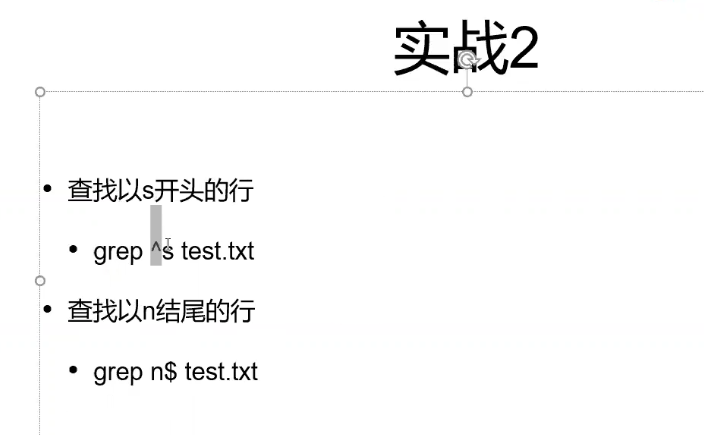 实战2
查找以s开头的行
grep ^s test.txt
查找以n结尾的行
grep n$ test.txt